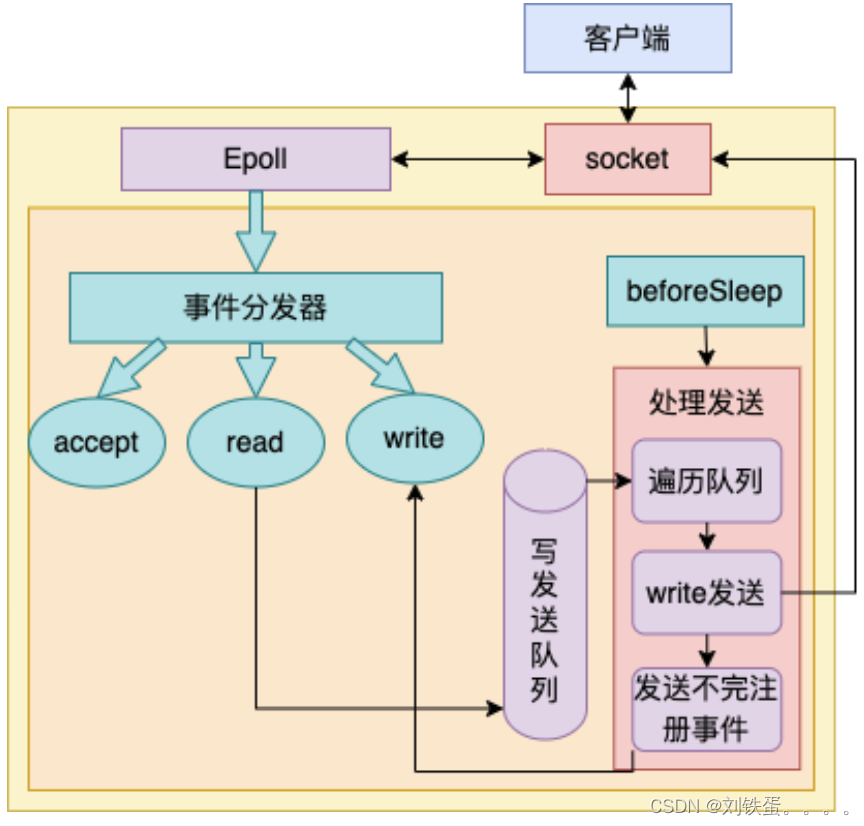 客户端
Epoll
socket
事件分发器
beforeSleep
accept
read
write
处理发送
遍历队列
写
发
送
队
列
write发送
发送不完注
册事件
CSDN @刘铁蛋。。。。